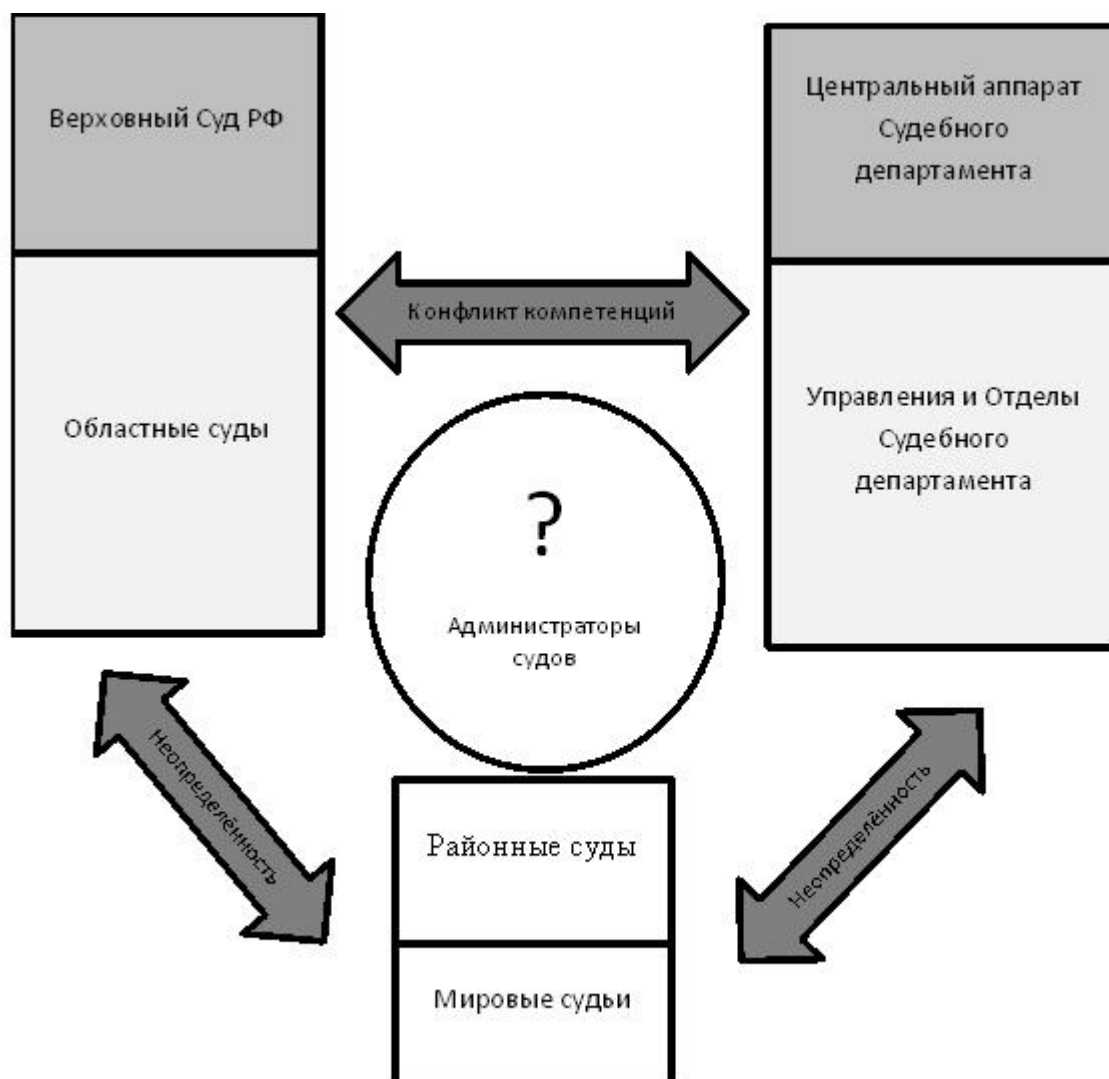 Верховный Суд РФ
Центральный аппарат
Судебного
департамента
Конфликт компетенций
Областные суды
Управления и Отделы
Судебного
департамента
?
Администраторы
судов
Неопределённость
Неопределённость
Районные суды
Мировые судьи